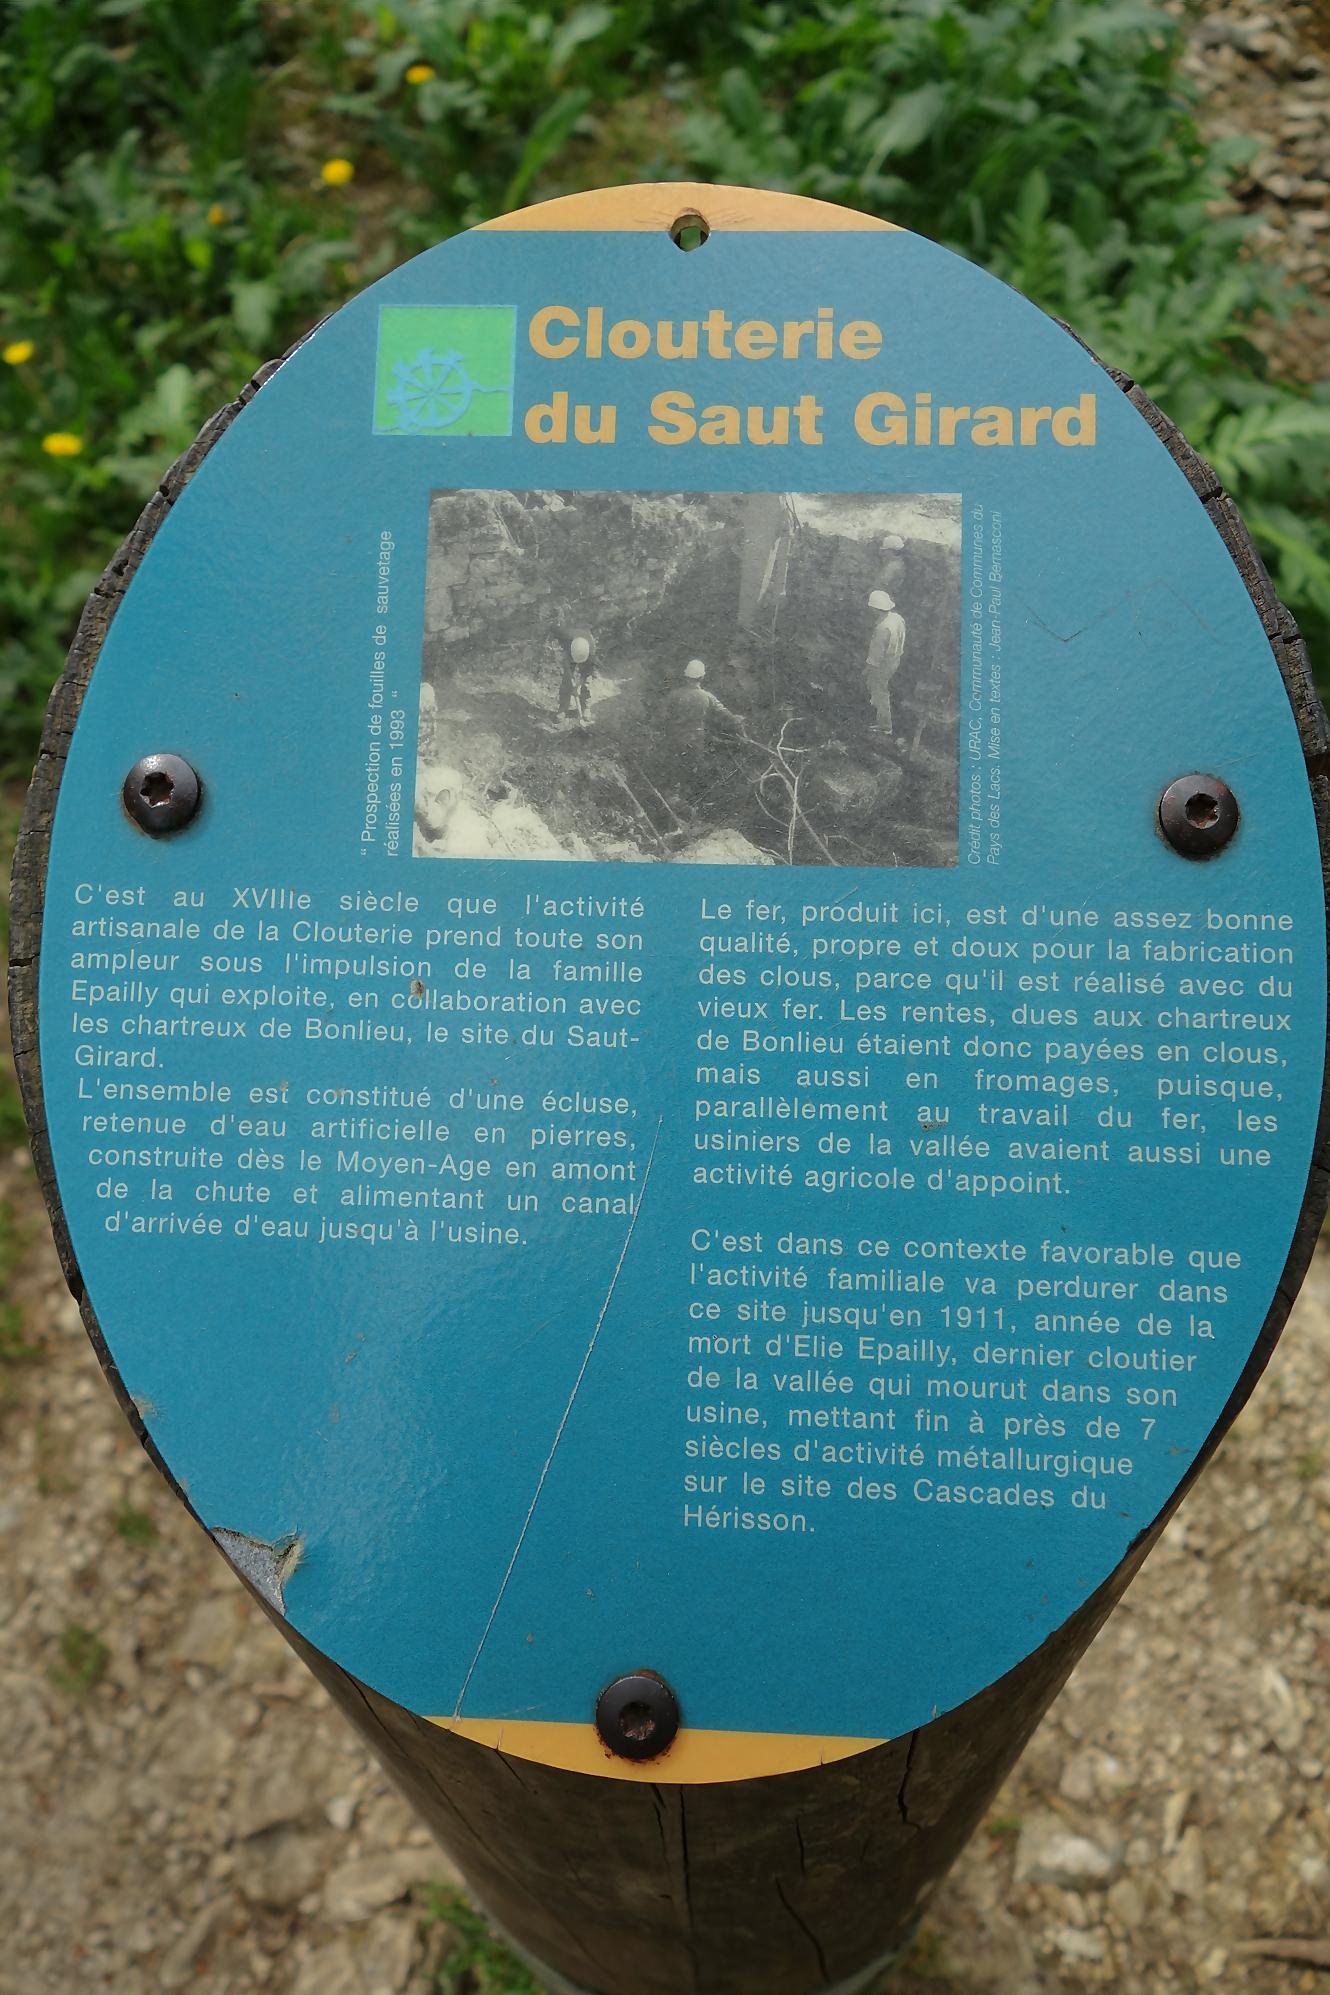 Clouterie
du Saut Girard
“ Prospection de fouilles de sauvetage
réalisées en 1993 “
Crédit photos : URAC, Communauté de Communes du
Pays des Lacs. Mise en textes : Jean-Paul Bernasconi
C'est au XVIIIe siècle que l'activité
artisanale de la Clouterie prend toute son
ampleur sous l'impulsion de la famille
Epailly qui exploite, en collaboration avec
les chartreux de Bonlieu, le site du Saut-
Girard.
L'ensemble est constitué d'une écluse,
retenue d'eau artificielle en pierres,
construite dès le Moyen-Age en amont
de la chute et alimentant un canal
d'arrivée d'eau jusqu'à l'usine.
Le fer, produit ici, est d'une assez bonne
qualité, propre et doux pour la fabrication
des clous, parce qu'il est réalisé avec du
vieux fer. Les rentes, dues aux chartreux
de Bonlieu étaient donc payées en clous,
mais aussi en fromages, puisque,
parallèlement au travail du fer, les
usiniers de la vallée avaient aussi une
activité agricole d'appoint.
C'est dans ce contexte favorable que
l'activité familiale va perdurer dans
ce site jusqu'en 1911, année de la
mort d'Elie Epailly, dernier cloutier
de la vallée qui mourut dans son
usine, mettant fin à près de 7
siècles d'activité métallurgique
sur le site des Cascades du
Hérisson.